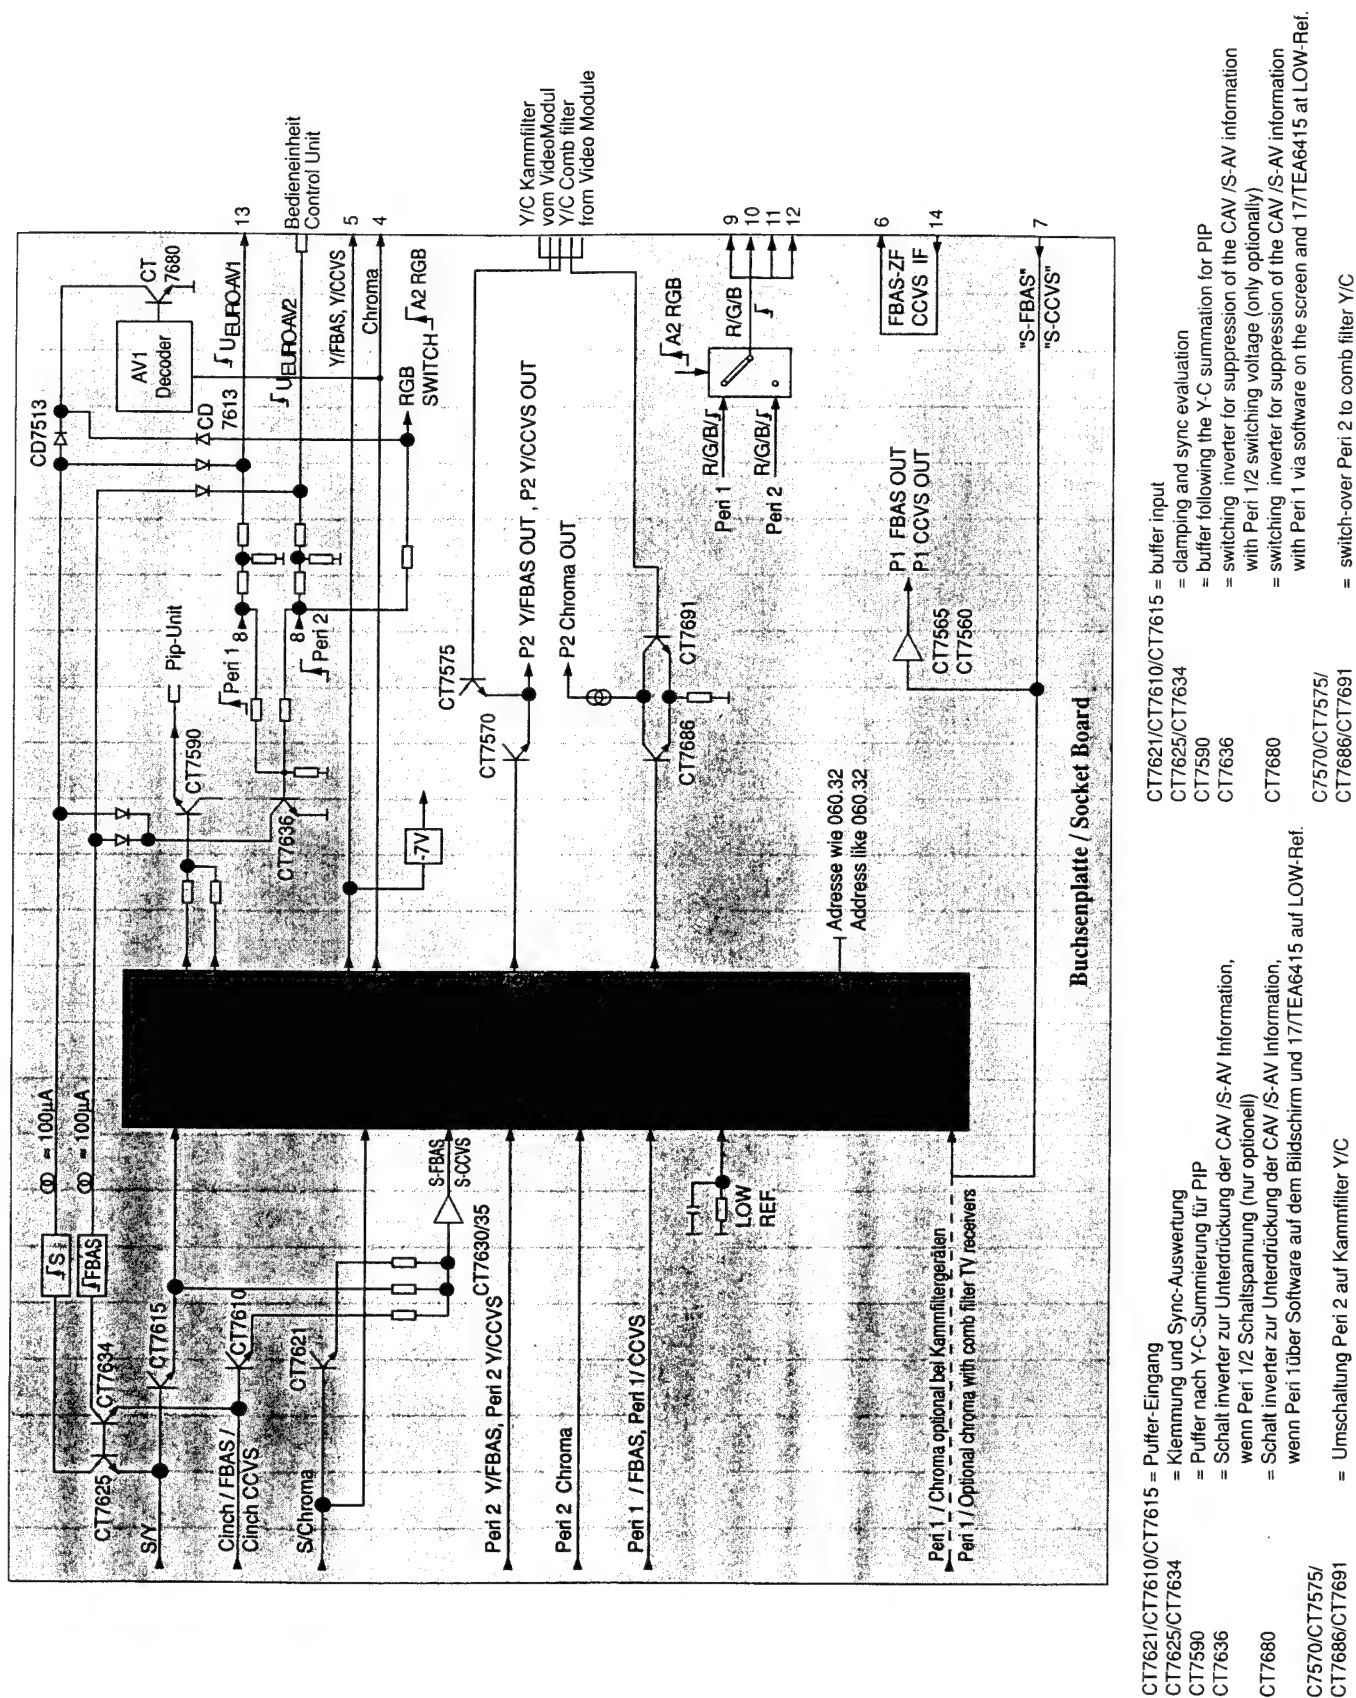 CT7625
CT7634
CT7615
S/Y
Cinch / FBAS /
Cinch CCVS
CT7610
S/Chroma
CT7621
S
FBAS
≈ 100µA
≈ 100µA
S-FBAS
S-CCVS
CT7630/35
Peri 2 Y/FBAS, Peri 2 Y/CCVS
Peri 2 Chroma
Peri 1 / FBAS, Peri 1/ CCVS
LOW
REF.
Peri 1 / Chroma optional bei Kammfiltergeräten
Peri 1 / Optional chroma with comb filter TV receivers
CT7590
Pip-Unit
CT7636
Peri 1
8
8
Peri 2
CD7513
CD
7613
AV1
Decoder
CT
7680
UEUROAV1
13
UEUROAV2
Bedieneinheit
Control Unit
Y/FBAS, Y/CCVS
5
Chroma
4
-7V
RGB
SWITCH
A2 RGB
CT7570
CT7575
Y/C Kammfilter
vom VideoModul
Y/C Comb filter
from Video Module
P2 Y/FBAS OUT , P2 Y/CCVS OUT
P2 Chroma OUT
CT7686
CT7691
A2 RGB
Peri 1
R/G/B/
Peri 2
R/G/B/
R/G/B
9
10
11
12
Adresse wie 060.32
Address like 060.32
CT7565
CT7560
P1 FBAS OUT
P1 CCVS OUT
FBAS-ZF
CCVS IF
6
14
"S-FBAS"
"S-CCVS"
7
Buchsenplatte / Socket Board
CT7621/CT7610/CT7615 = Puffer-Eingang
CT7625/CT7634 = Klemmung und Sync-Auswertung
CT7590 = Puffer nach Y-C-Summierung für PIP
CT7636 = Schalt inverter zur Unterdrückung der CAV /S-AV Information,
wenn Peri 1/2 Schaltspannung (nur optionell)
CT7680 = Schalt inverter zur Unterdrückung der CAV /S-AV Information,
wenn Peri 1über Software auf dem Bildschirm und 17/TEA6415 auf LOW-Ref.
C7570/CT7575/
CT7686/CT7691 = Umschaltung Peri 2 auf Kammfilter Y/C
CT7621/CT7610/CT7615 = buffer input
CT7625/CT7634 = clamping and sync evaluation
CT7590 = buffer following the Y-C summation for PIP
CT7636 = switching inverter for suppression of the CAV /S-AV information
with Peri 1/2 switching voltage (only optionally)
CT7680 = switching inverter for suppression of the CAV /S-AV information
with Peri 1 via software on the screen and 17/TEA6415 at LOW-Ref.
C7570/CT7575/
CT7686/CT7691 = switch-over Peri 2 to comb filter Y/C